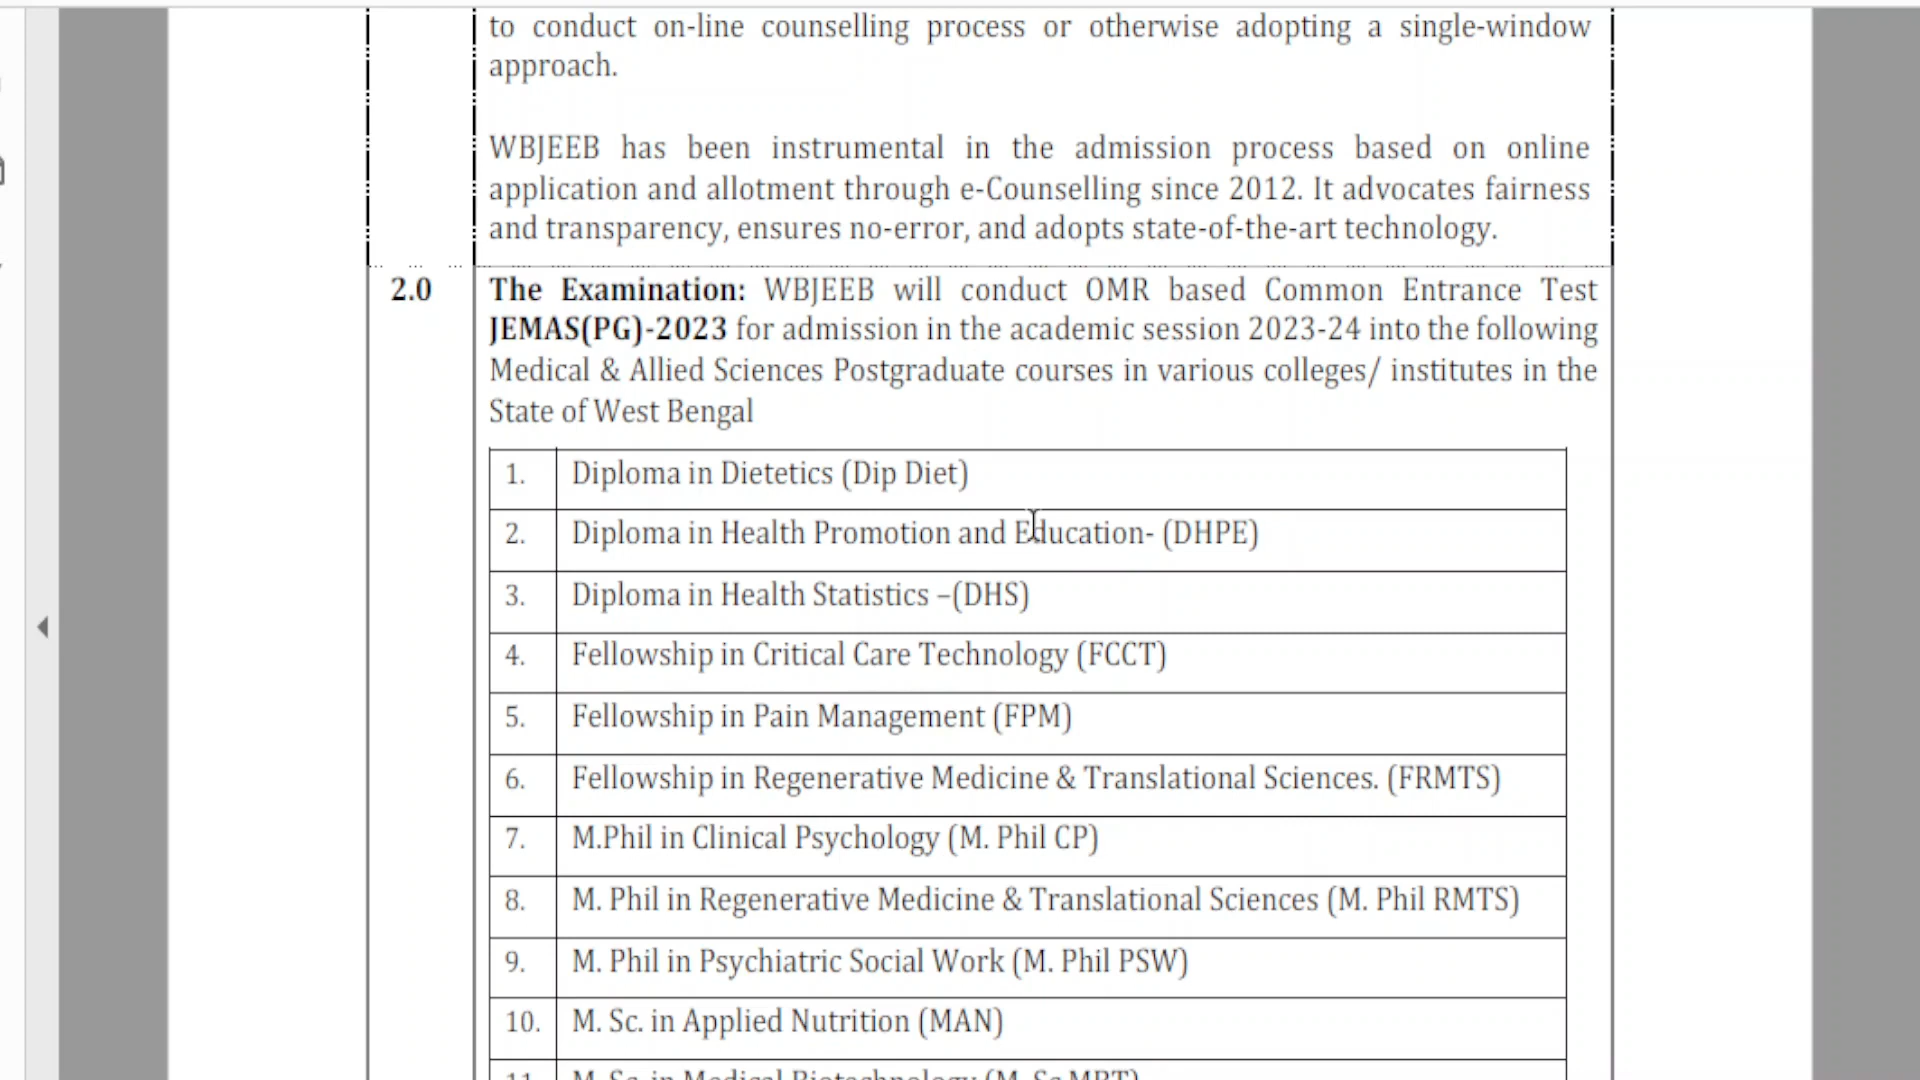 to conduct on-line counselling process or otherwise adopting a single-window
approach.
WBJEEB has been instrumental in the admission process based on online
application and allotment through e-Counselling since 2012. It advocates fairness
and transparency, ensures no-error, and adopts state-of-the-art technology.
2.0 The Examination: WBJEEB will conduct OMR based Common Entrance Test
JEMAS(PG)-2023 for admission in the academic session 2023-24 into the following
Medical & Allied Sciences Postgraduate courses in various colleges/ institutes in the
State of West Bengal
1. Diploma in Dietetics (Dip Diet)
2. Diploma in Health Promotion and Education- (DHPE)
3. Diploma in Health Statistics –(DHS)
4. Fellowship in Critical Care Technology (FCCT)
5. Fellowship in Pain Management (FPM)
6. Fellowship in Regenerative Medicine & Translational Sciences. (FRMTS)
7. M.Phil in Clinical Psychology (M. Phil CP)
8. M. Phil in Regenerative Medicine & Translational Sciences (M. Phil RMTS)
9. M. Phil in Psychiatric Social Work (M. Phil PSW)
10. M. Sc. in Applied Nutrition (MAN)
11. M. Sc. in Medical Biotechnology (M. Sc MBT)